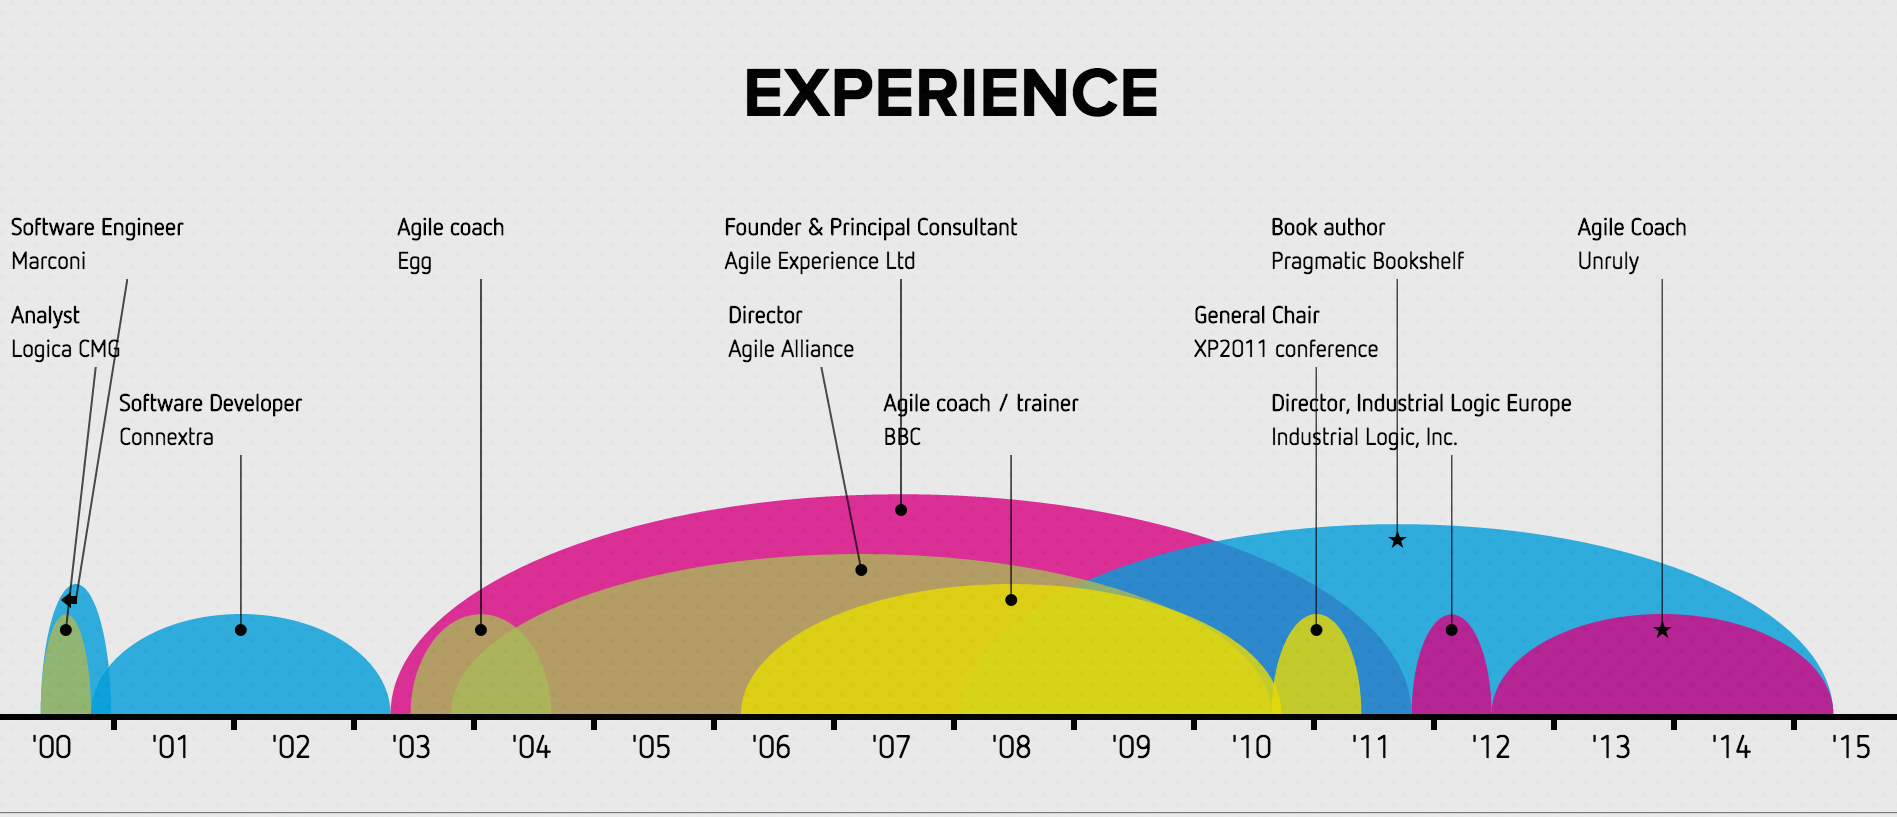 EXPERIENCE
Software Engineer
Marconi
Agile coach
Egg
Founder & Principal Consultant
Agile Experience Ltd
Book author
Pragmatic Bookshelf
Agile Coach
Unruly
Analyst
Logica CMG
Director
Agile Alliance
General Chair
XP2011 conference
Software Developer
Connextra
Agile coach / trainer
BBC
Director, Industrial Logic Europe
Industrial Logic, Inc.
'00 '01 '02 '03 '04 '05 '06 '07 '08 '09 '10 '11 '12 '13 '14 '15